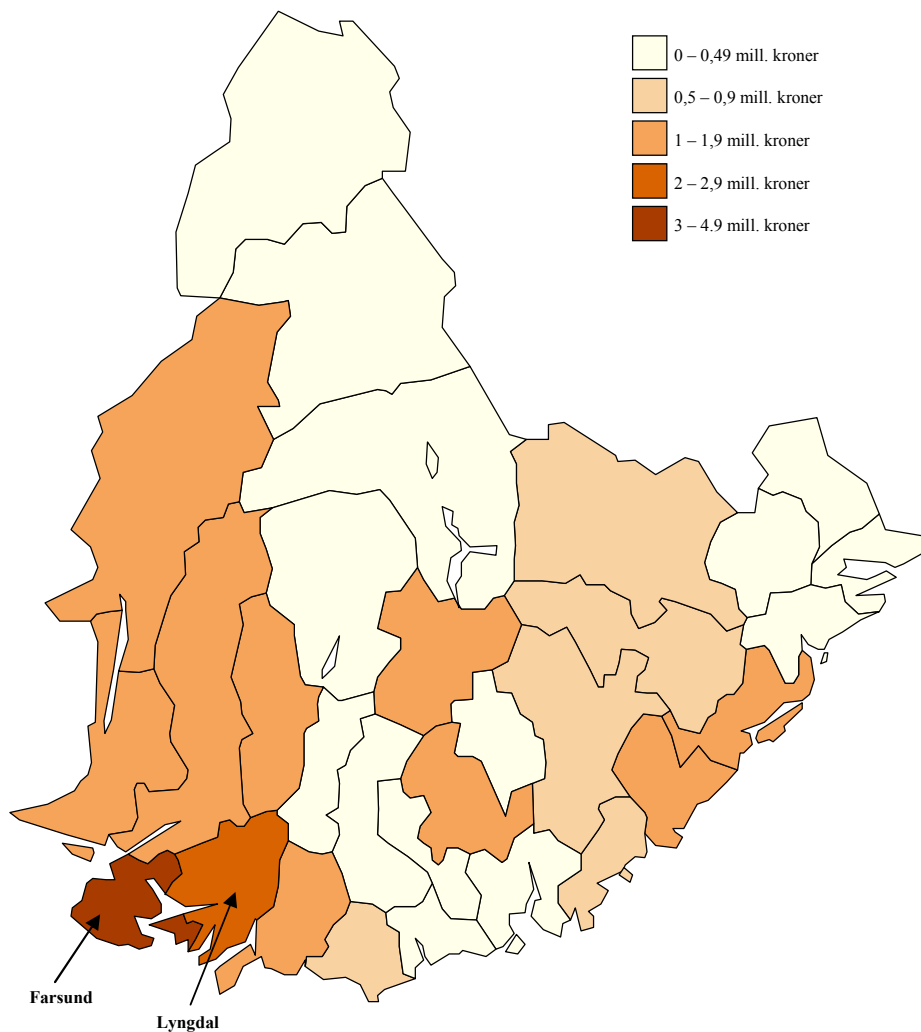 0 – 0,49 mill. kroner
0,5 – 0,9 mill. kroner
1 – 1,9 mill. kroner
2 – 2,9 mill. kroner
3 – 4.9 mill. kroner
Farsund
Lyngdal